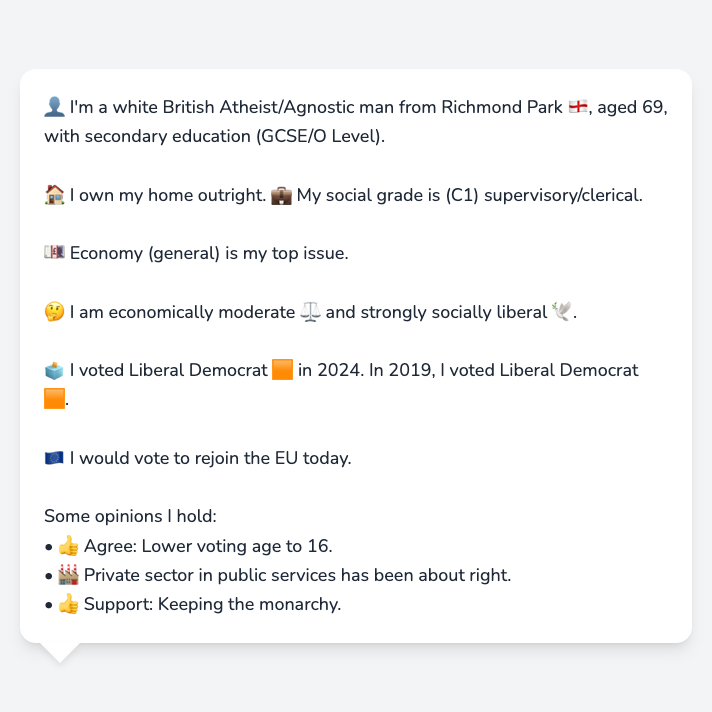 👤 I'm a white British Atheist/Agnostic man from Richmond Park 🏴󠁧󠁢󠁥󠁮󠁧󠁿, aged 69,
with secondary education (GCSE/O Level).
🏠 I own my home outright. 💼 My social grade is (C1) supervisory/clerical.
💷 Economy (general) is my top issue.
🤔 I am economically moderate ⚖️ and strongly socially liberal 🕊️.
🗳️ I voted Liberal Democrat 🟧 in 2024. In 2019, I voted Liberal Democrat
🟧.
🇪🇺 I would vote to rejoin the EU today.
Some opinions I hold:
• 👍 Agree: Lower voting age to 16.
• 🏭 Private sector in public services has been about right.
• 👍 Support: Keeping the monarchy.